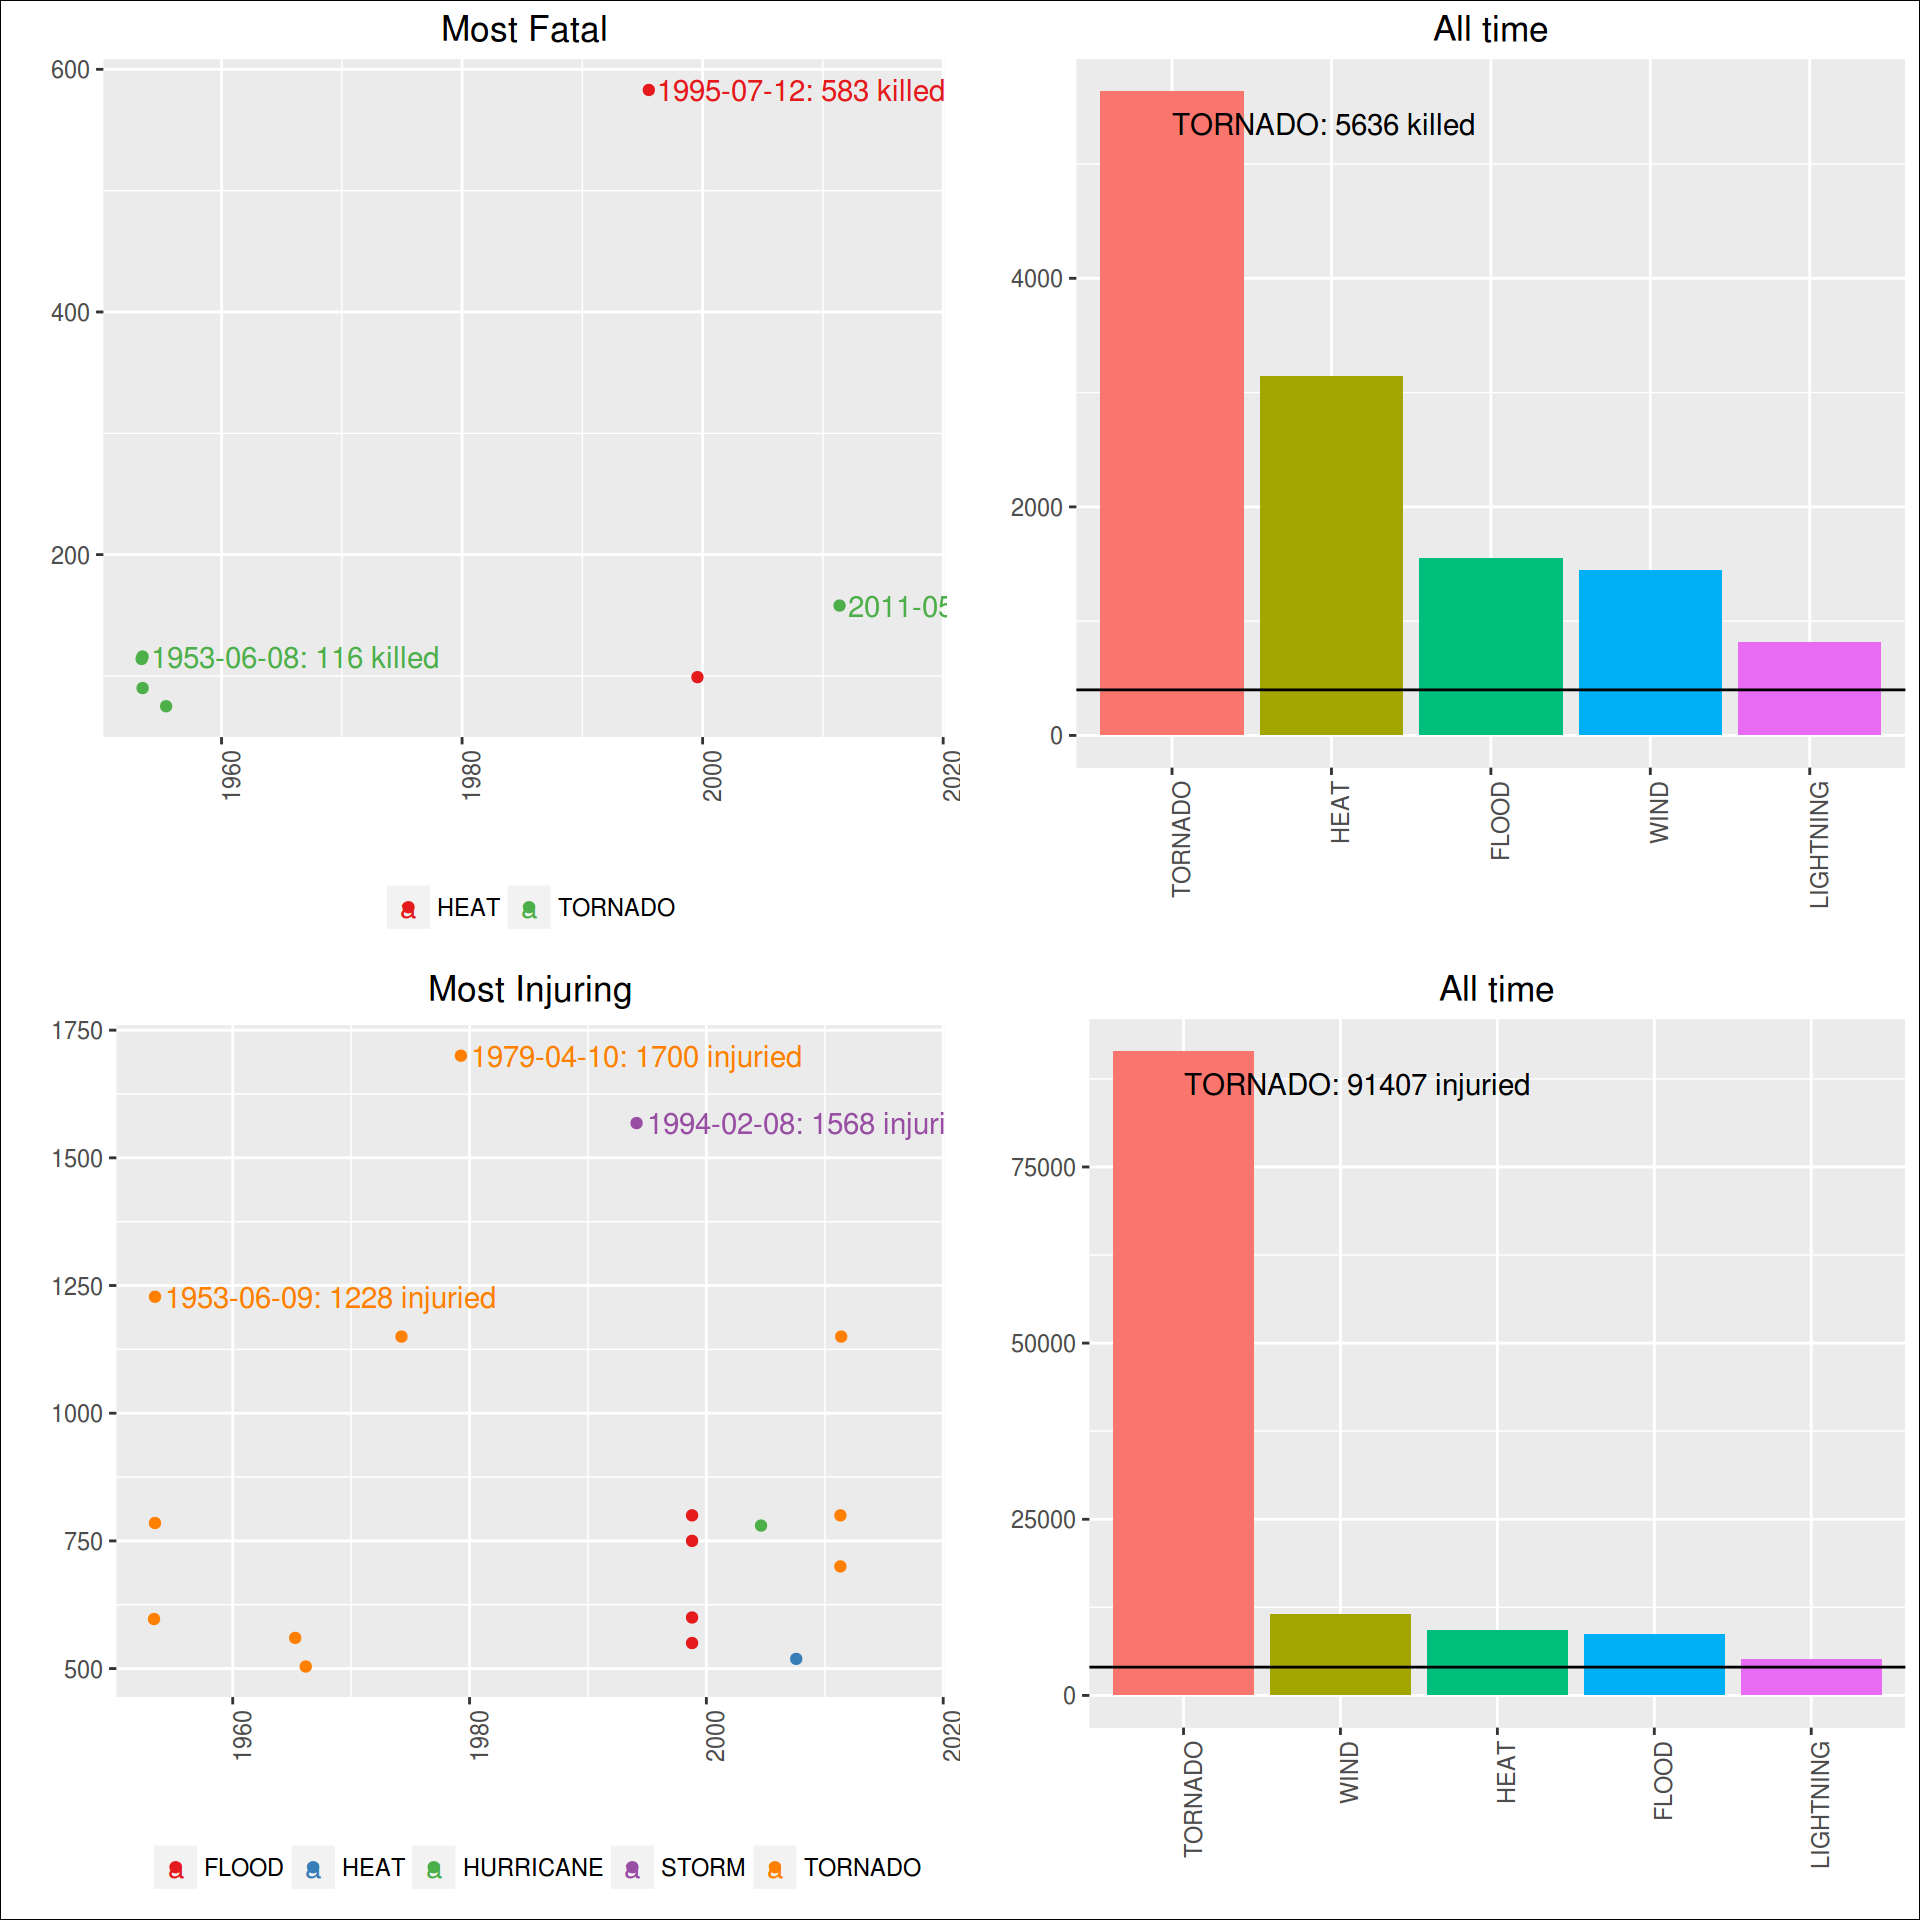 Most Fatal
600
400
200
1995-07-12: 583 killed
2011-05
1953-06-08: 116 killed
1960
1980
2000
2020
a HEAT a TORNADO
All time
TORNADO: 5636 killed
4000
2000
0
TORNADO
HEAT
FLOOD
WIND
LIGHTNING
Most Injuring
1750
1500
1250
1000
750
500
1979-04-10: 1700 injuried
1994-02-08: 1568 injuri
1953-06-09: 1228 injuried
1960
1980
2000
2020
a FLOOD a HEAT a HURRICANE a STORM a TORNADO
All time
TORNADO: 91407 injuried
75000
50000
25000
0
TORNADO
WIND
HEAT
FLOOD
LIGHTNING